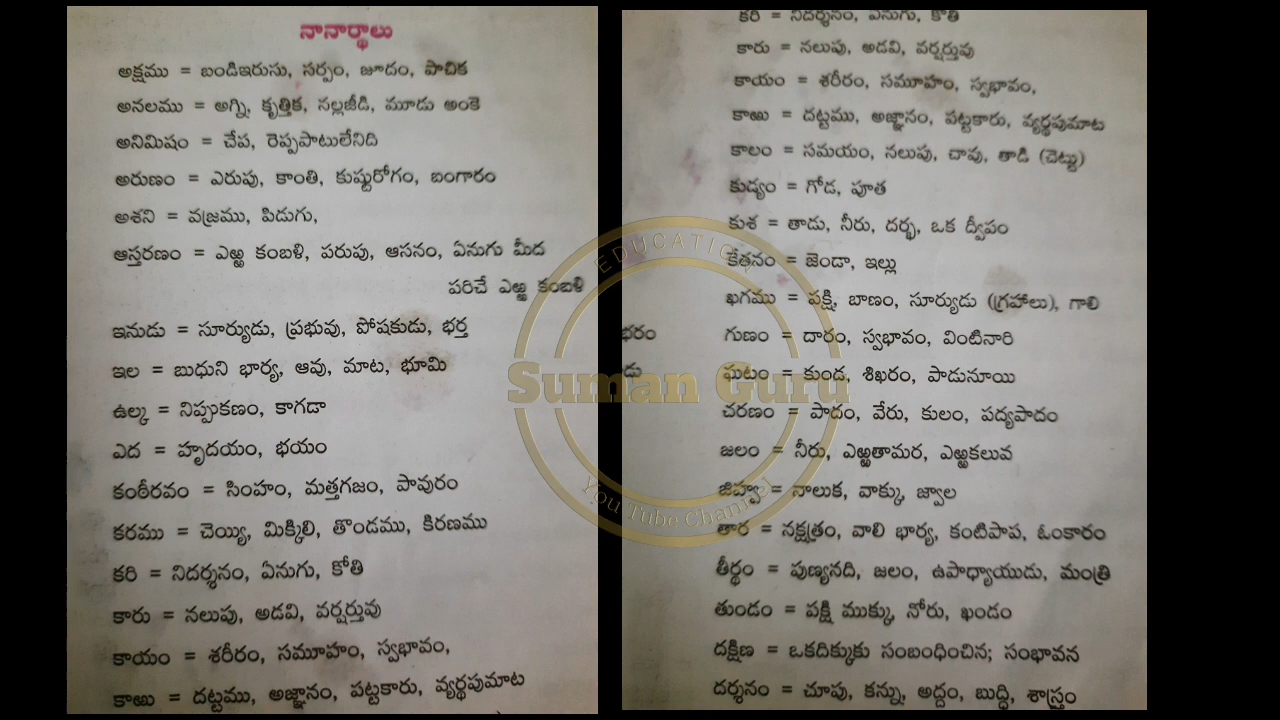 నానార్థాలు
అక్షము = బండిఇరుసు, సర్పం, జూదం, పాచిక
అనలము = అగ్ని, కృత్తిక, నల్లజీడి, మూడు అంకె
అనిమిషం = చేప, రెప్పపాటులేనిది
అరుణం = ఎరుపు, కాంతి, కుష్ఠురోగం, బంగారం
అశని = వజ్రము, పిడుగు,
ఆస్తరణం = ఎఱ్ఱ కంబళి, పరుపు, ఆసనం, ఏనుగు మీద
పరిచే ఎఱ్ఱ కంబళి
ఇనుడు = సూర్యుడు, ప్రభువు, పోషకుడు, భర్త
ఇల = బుధుని భార్య, ఆవు, మాట, భూమి
ఉల్క = నిప్పుకణం, కాగడా
ఎద = హృదయం, భయం
కంఠీరవం = సింహం, మత్తగజం, పావురం
కరము = చెయ్యి, మిక్కిలి, తొండము, కిరణము
కరి = నిదర్శనం, ఏనుగు, కోతి
కారు = నలుపు, అడవి, వర్షర్తువు
కాయం = శరీరం, సమూహం, స్వభావం,
కాఱు = దట్టము, అజ్ఞానం, పట్టకారు, వ్యర్థపుమాట
కరి = నిదర్శనం, ఏనుగు, కోతి
కారు = నలుపు, అడవి, వర్షర్తువు
కాయం = శరీరం, సమూహం, స్వభావం,
కాఱు = దట్టము, అజ్ఞానం, పట్టకారు, వ్యర్థపుమాట
కాలం = సమయం, నలుపు, చావు, తాడి (చెట్టు)
కుడ్యం = గోడ, పూత
కుశ = తాడు, నీరు, దర్భ, ఒక ద్వీపం
కేతనం = జెండా, ఇల్లు
ఖగము = పక్షి, బాణం, సూర్యుడు (గ్రహాలు), గాలి
భరం
గుణం = దారం, స్వభావం, వింటినారి
డు
ఘటం = కుండ, శిఖరం, పాడునూయి
చరణం = పాదం, వేరు, కులం, పద్యపాదం
జలం = నీరు, ఎఱ్ఱతామర, ఎఱ్ఱకలువ
జిహ్వ = నాలుక, వాక్కు, జ్వాల
తార = నక్షత్రం, వాలి భార్య, కంటిపాప, ఓంకారం
తీర్థం = పుణ్యనది, జలం, ఉపాధ్యాయుడు, మంత్రి
తుండం = పక్షి ముక్కు, నోరు, ఖండం
దక్షిణ = ఒకదిక్కుకు సంబంధించిన; సంభావన
దర్శనం = చూపు, కన్ను, అద్దం, బుద్ధి, శాస్త్రం
EDUCATION
Suman Guru
YouTube Channel